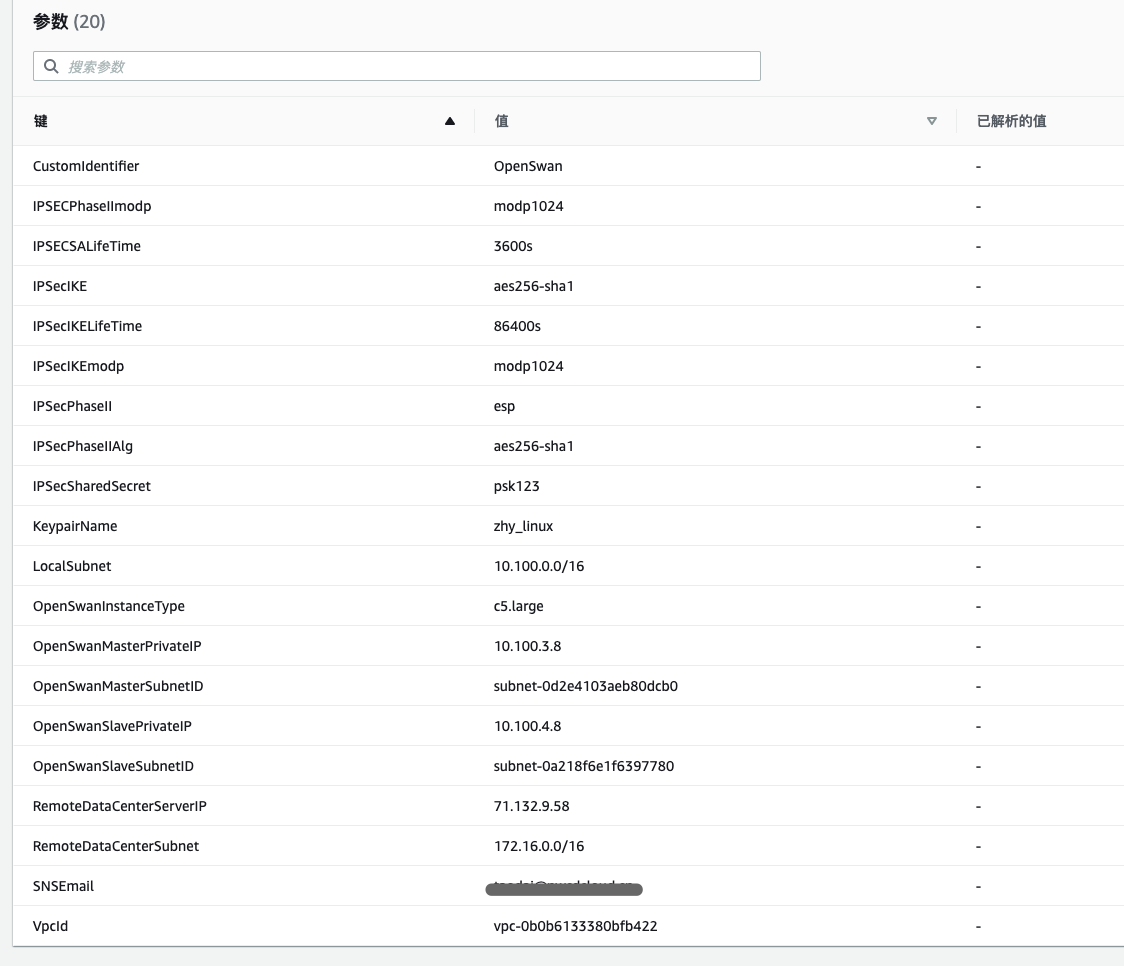 参数 (20)
搜索参数
键 值 已解析的值
CustomIdentifier OpenSwan -
IPSECPhaseIImodp modp1024 -
IPSECSALifeTime 3600s -
IPSecIKE aes256-sha1 -
IPSecIKELifeTime 86400s -
IPSecIKEmodp modp1024 -
IPSecPhaseII esp -
IPSecPhaseIIAlg aes256-sha1 -
IPSecSharedSecret psk123 -
KeypairName zhy_linux -
LocalSubnet 10.100.0.0/16 -
OpenSwanInstanceType c5.large -
OpenSwanMasterPrivateIP 10.100.3.8 -
OpenSwanMasterSubnetID subnet-0d2e4103aeb80dcb0 -
OpenSwanSlavePrivateIP 10.100.4.8 -
OpenSwanSlaveSubnetID subnet-0a218f6e1f6397780 -
RemoteDataCenterServerIP 71.132.9.58 -
RemoteDataCenterSubnet 172.16.0.0/16 -
SNSEmail -
VpcId vpc-0b0b6133380bfb422 -